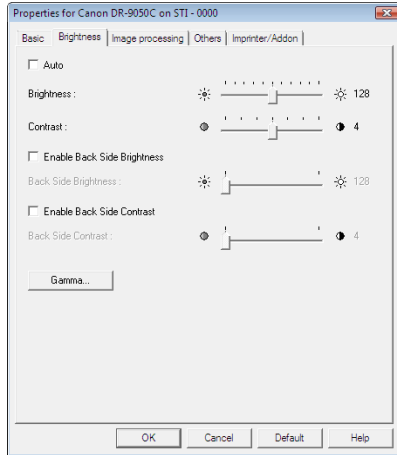 Properties for Canon DR-9050C on STI - 0000
Basic Brightness Image processing Others Imprinter/Addon
Auto
Brightness : 128
Contrast : 4
Enable Back Side Brightness
Back Side Brightness : 128
Enable Back Side Contrast
Back Side Contrast : 4
Gamma...
OK Cancel Default Help